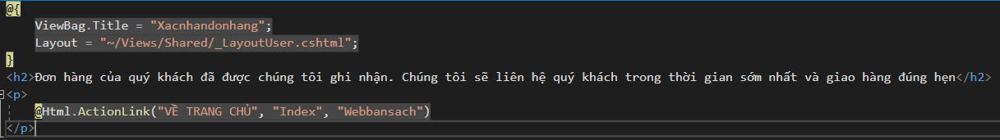 @{
ViewBag.Title = "Xacnhandonhang";
Layout = "~/Views/Shared/_LayoutUser.cshtml";
}
<h2>Đơn hàng của quý khách đã được chúng tôi ghi nhận. Chúng tôi sẽ liên hệ quý khách trong thời gian sớm nhất và giao hàng đúng hẹn</h2>
<p>
@Html.ActionLink("VỀ TRANG CHỦ", "Index", "Webbansach")
</p>